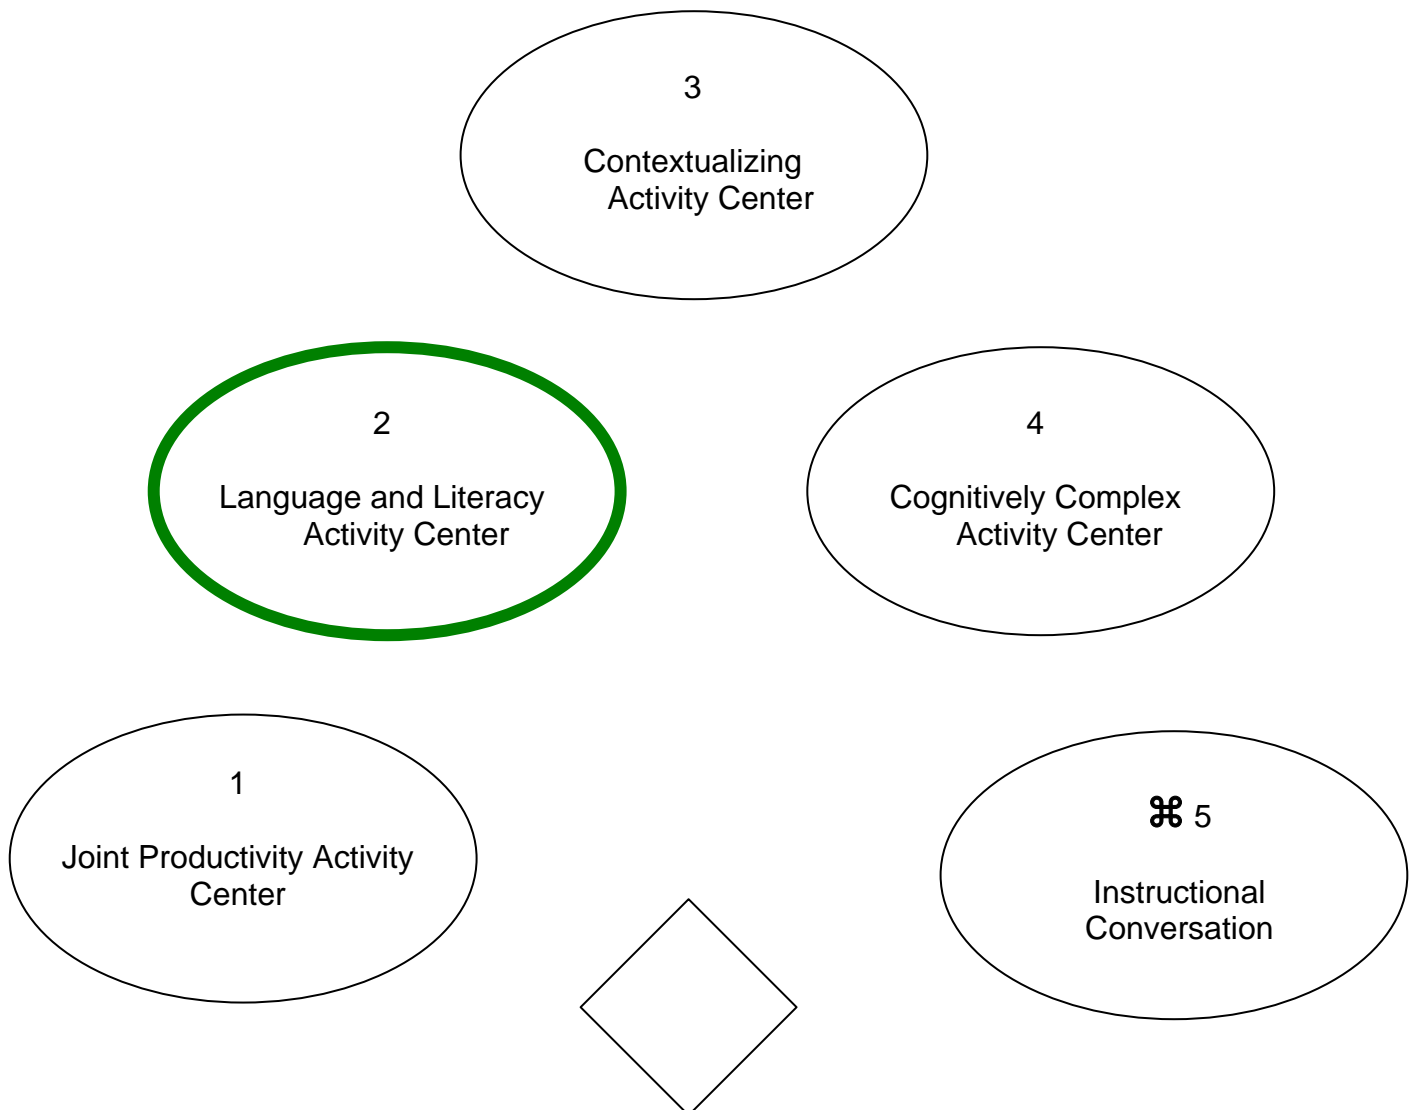 3
Contextualizing
Activity Center
2
Language and Literacy
Activity Center
4
Cognitively Complex
Activity Center
1
Joint Productivity Activity
Center
⌘ 5
Instructional
Conversation